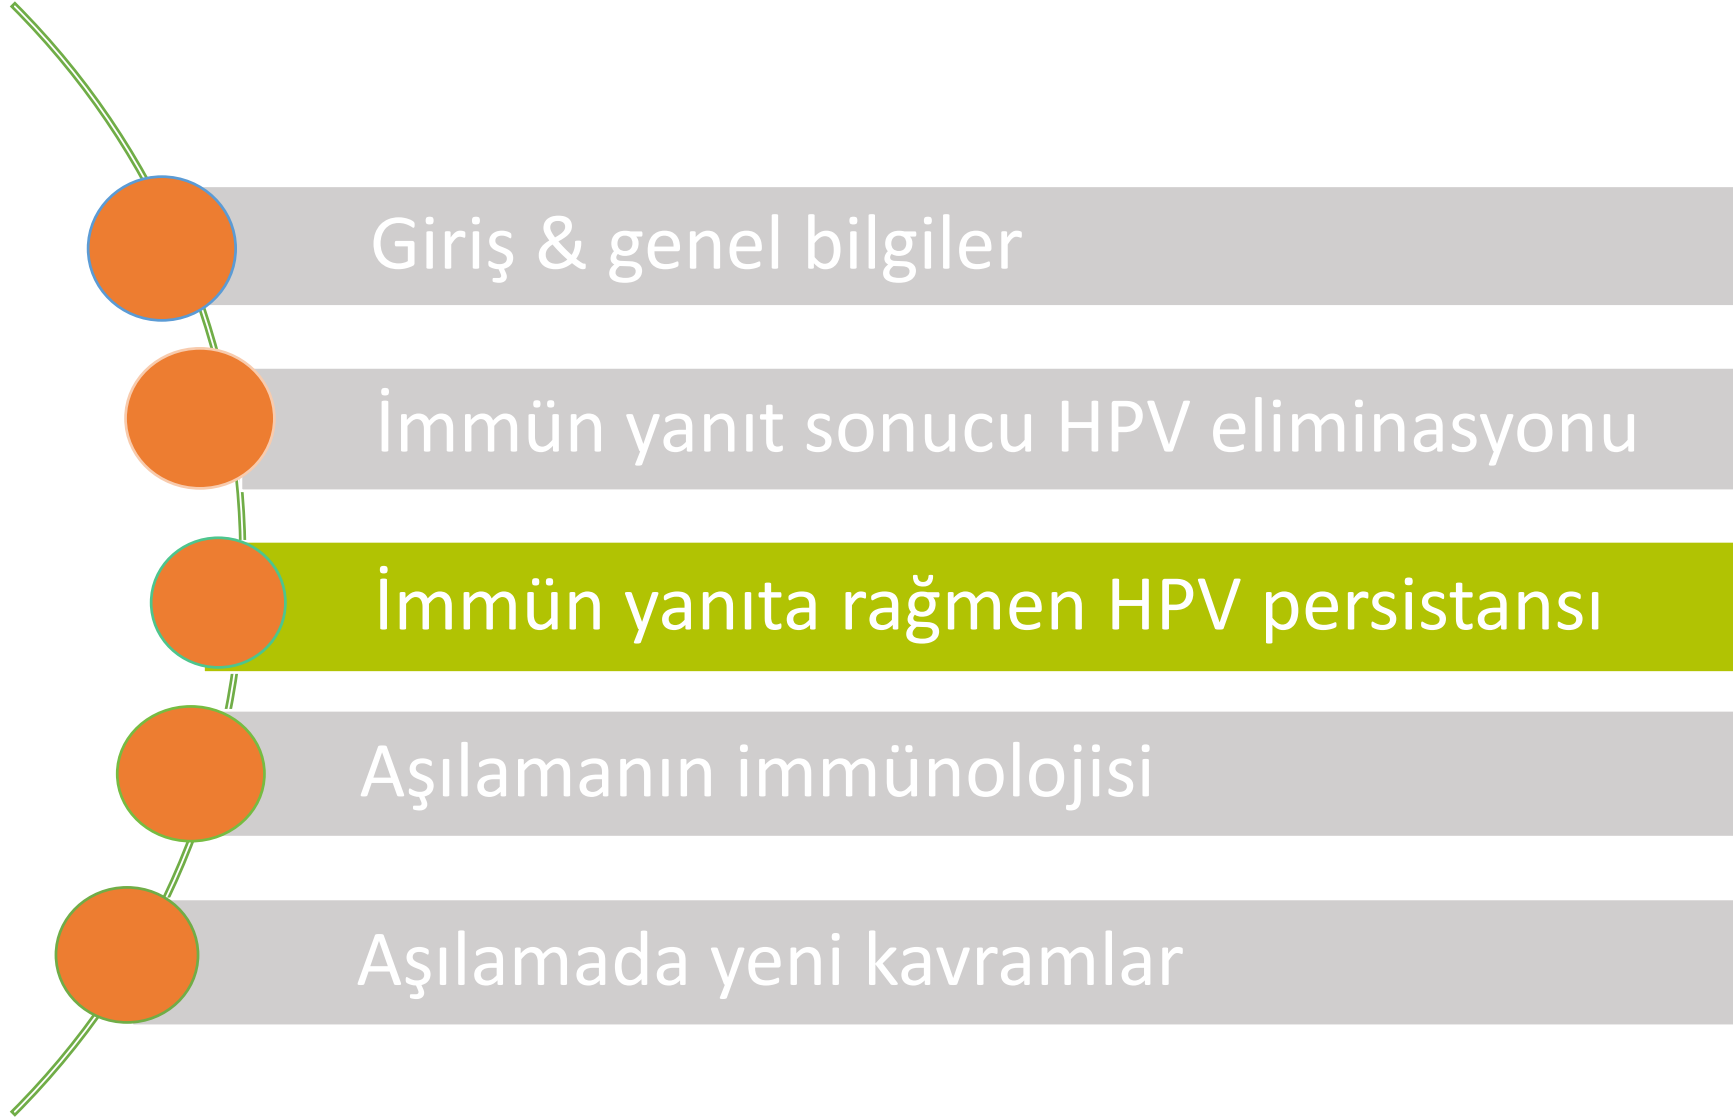 Giriş & genel bilgiler
İmmün yanıt sonucu HPV eliminasyonu
İmmün yanıta rağmen HPV persistansı
Aşılamanın immünolojisi
Aşılamada yeni kavramlar